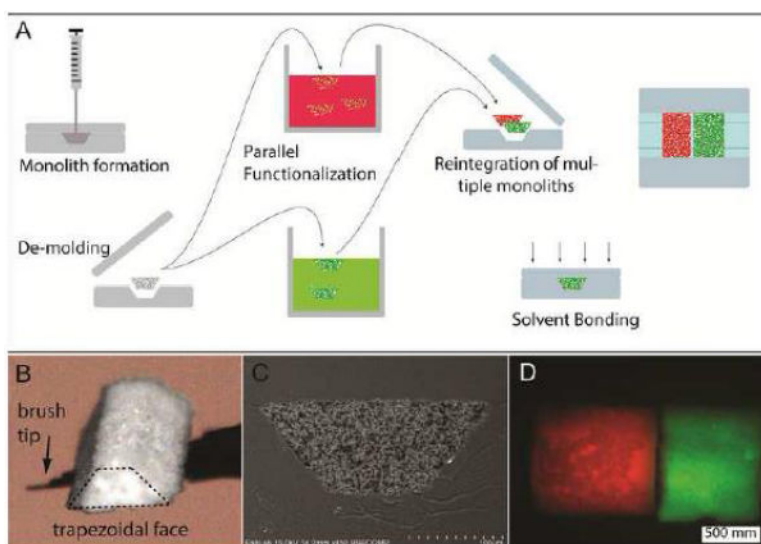 A
Monolith formation
Parallel
Functionalization
Reintegration of mul-
tiple monoliths
De-molding
Solvent Bonding
B
brush
tip
trapezoidal face
C
D
500 mm